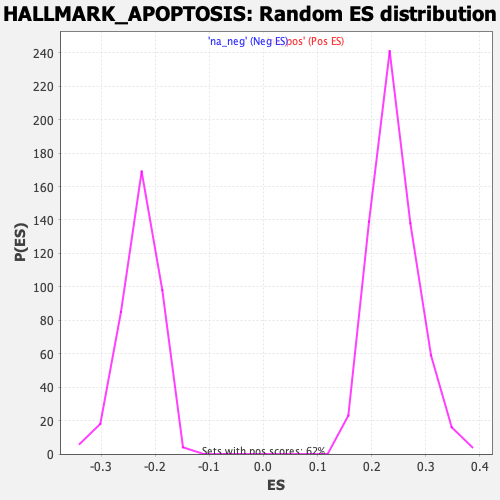 HALLMARK_APOPTOSIS: Random ES distribution
'na_neg' (Neg ES) pos' (Pos ES)
240
220
200
180
160
140
120
100
80
60
40
20
0
P(ES)
Sets with pos scores: 62%
-0.3 -0.2 -0.1 0.0 0.1 0.2 0.3 0.4
ES